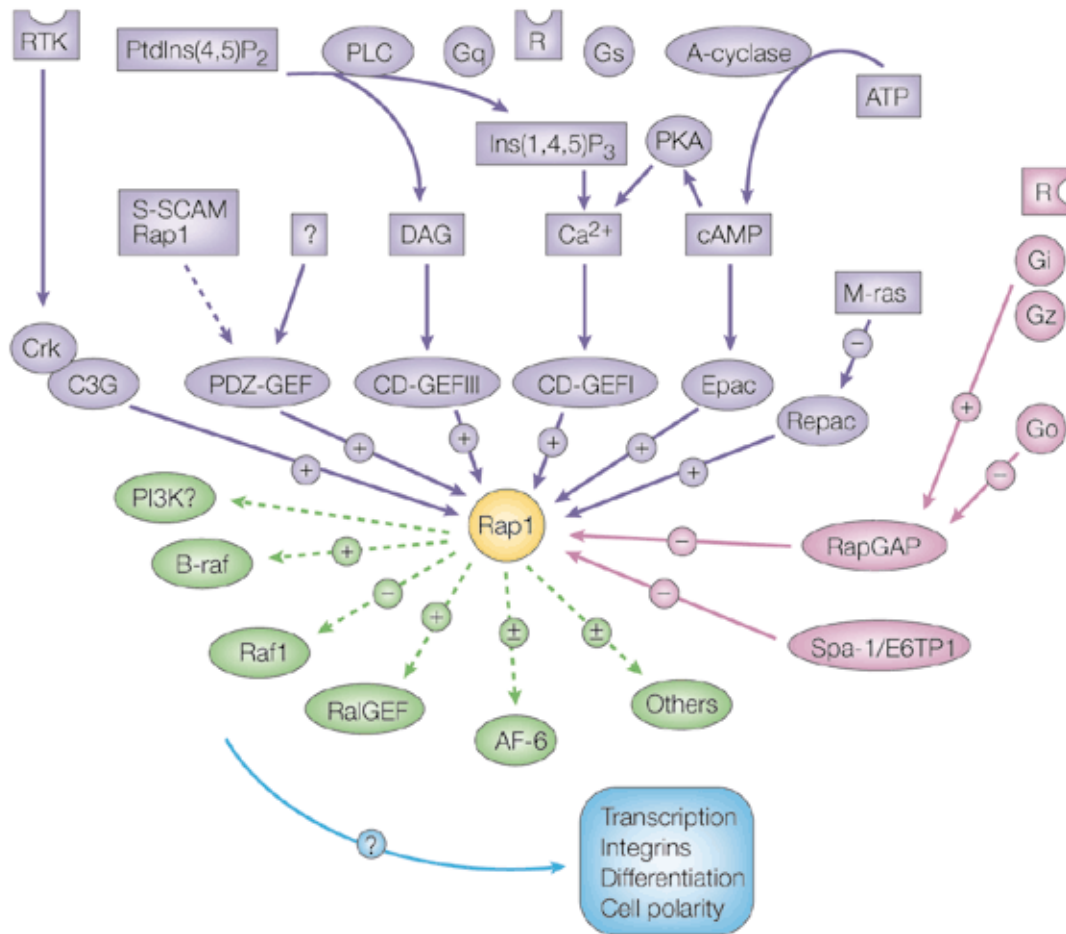 RTK
PtdIns(4,5)P2
PLC
Gq
R
Gs
A-cyclase
ATP
Ins(1,4,5)P3
PKA
R
S-SCAM
Rap1
?
DAG
Ca2+
cAMP
Gi
M-ras
Gz
−
Crk
C3G
PDZ-GEF
CD-GEFIII
CD-GEFI
Epac
Repac
+
Go
+
+
+
+
+
+
−
PI3K?
Rap1
RapGAP
−
B-raf
+
−
−
+
±
±
Spa-1/E6TP1
Raf1
RalGEF
AF-6
Others
?
Transcription
Integrins
Differentiation
Cell polarity